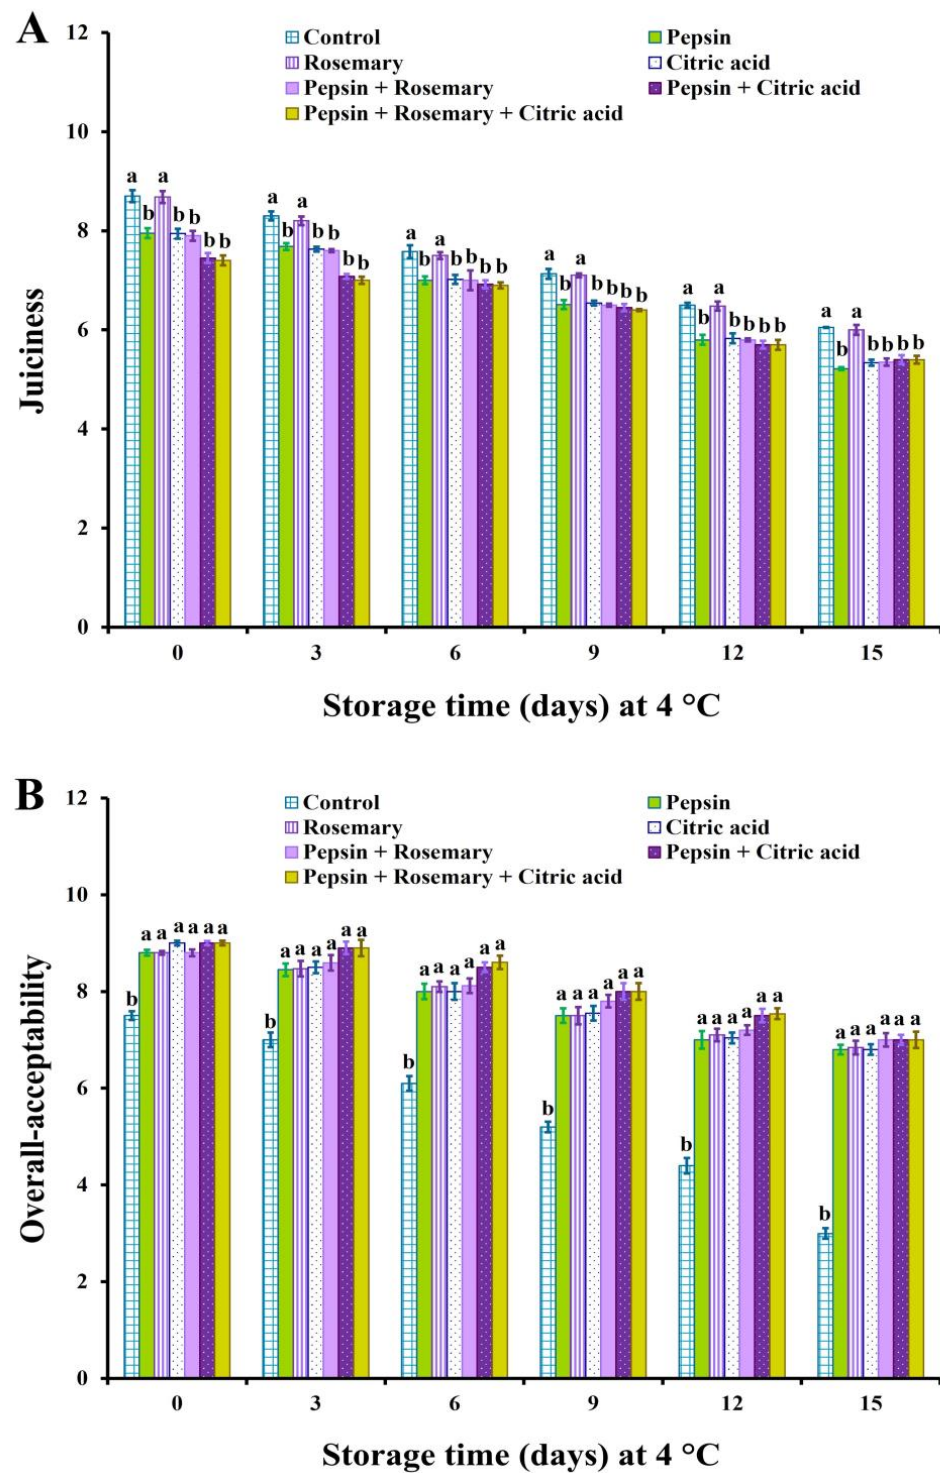 A
12
10
8
6
4
2
0
Juiciness
Control
Pepsin
Rosemary
Citric acid
Pepsin + Rosemary
Pepsin + Citric acid
Pepsin + Rosemary + Citric acid
a b a b b b b
a b a b b b b
a b a b b b b
a b a b b b b
a b a b b b b
a b a b b b b
0 3 6 9 12 15
Storage time (days) at 4 °C
B
12
10
8
6
4
2
0
Overall-acceptability
Control
Pepsin
Rosemary
Citric acid
Pepsin + Rosemary
Pepsin + Citric acid
Pepsin + Rosemary + Citric acid
b a a a a a a
b a a a a a a
b a a a a a a
b a a a a a a
b a a a a a a
b a a a a a a
0 3 6 9 12 15
Storage time (days) at 4 °C